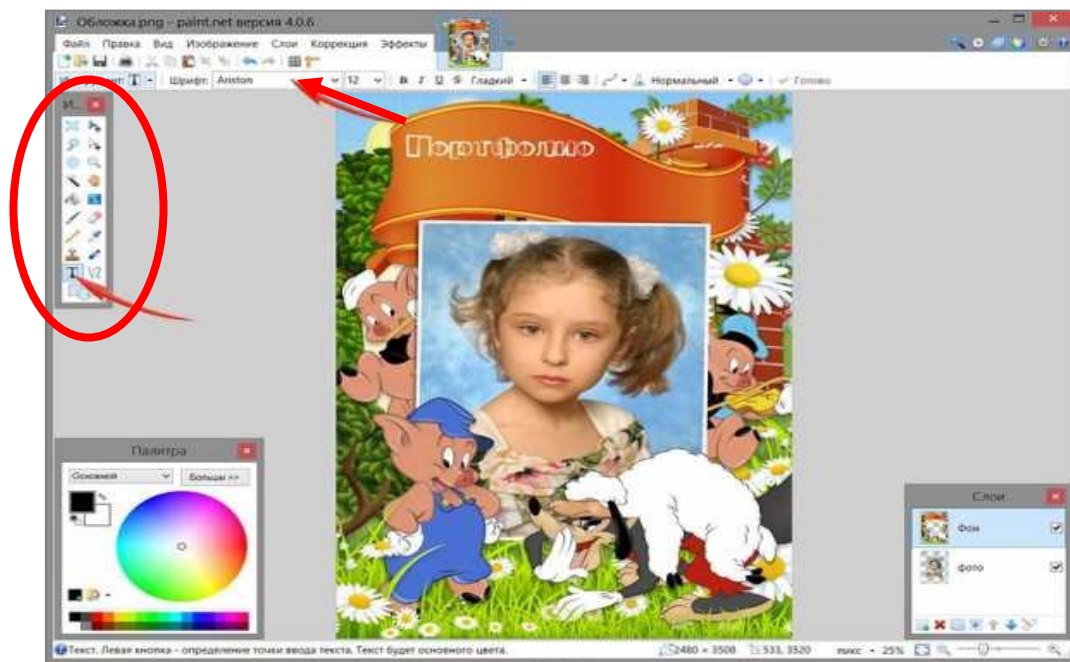 Обложка.png - paint.net версия 4.0.6
Файл Правка Вид Изображение Слои Коррекция Эффекты
T Шрифт: Ariston 12 B I U S Гладкий Нормальный Готово
И...
Портфолио
T
Палитра
Основной Больше >>
Слои
Фон
фото
Текст. Левая кнопка - определение точки ввода текста. Текст будет основного цвета. 2480 × 3508 533, 3520 пикс 25%